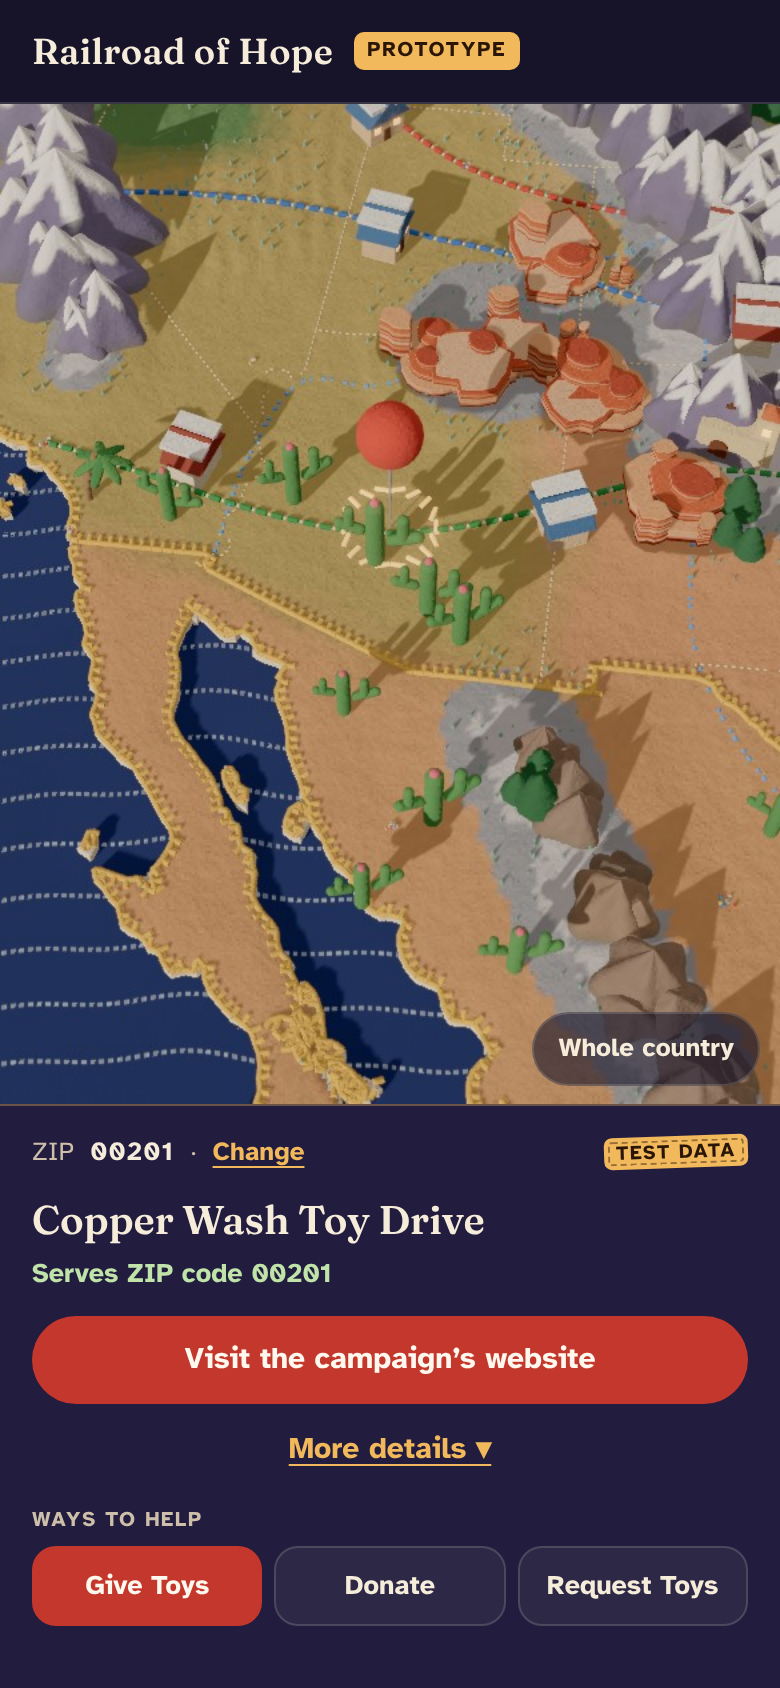 Railroad of Hope PROTOTYPE
Whole country
ZIP 00201 · Change TEST DATA
Copper Wash Toy Drive
Serves ZIP code 00201
Visit the campaign’s website
More details ▼
WAYS TO HELP
Give Toys Donate Request Toys